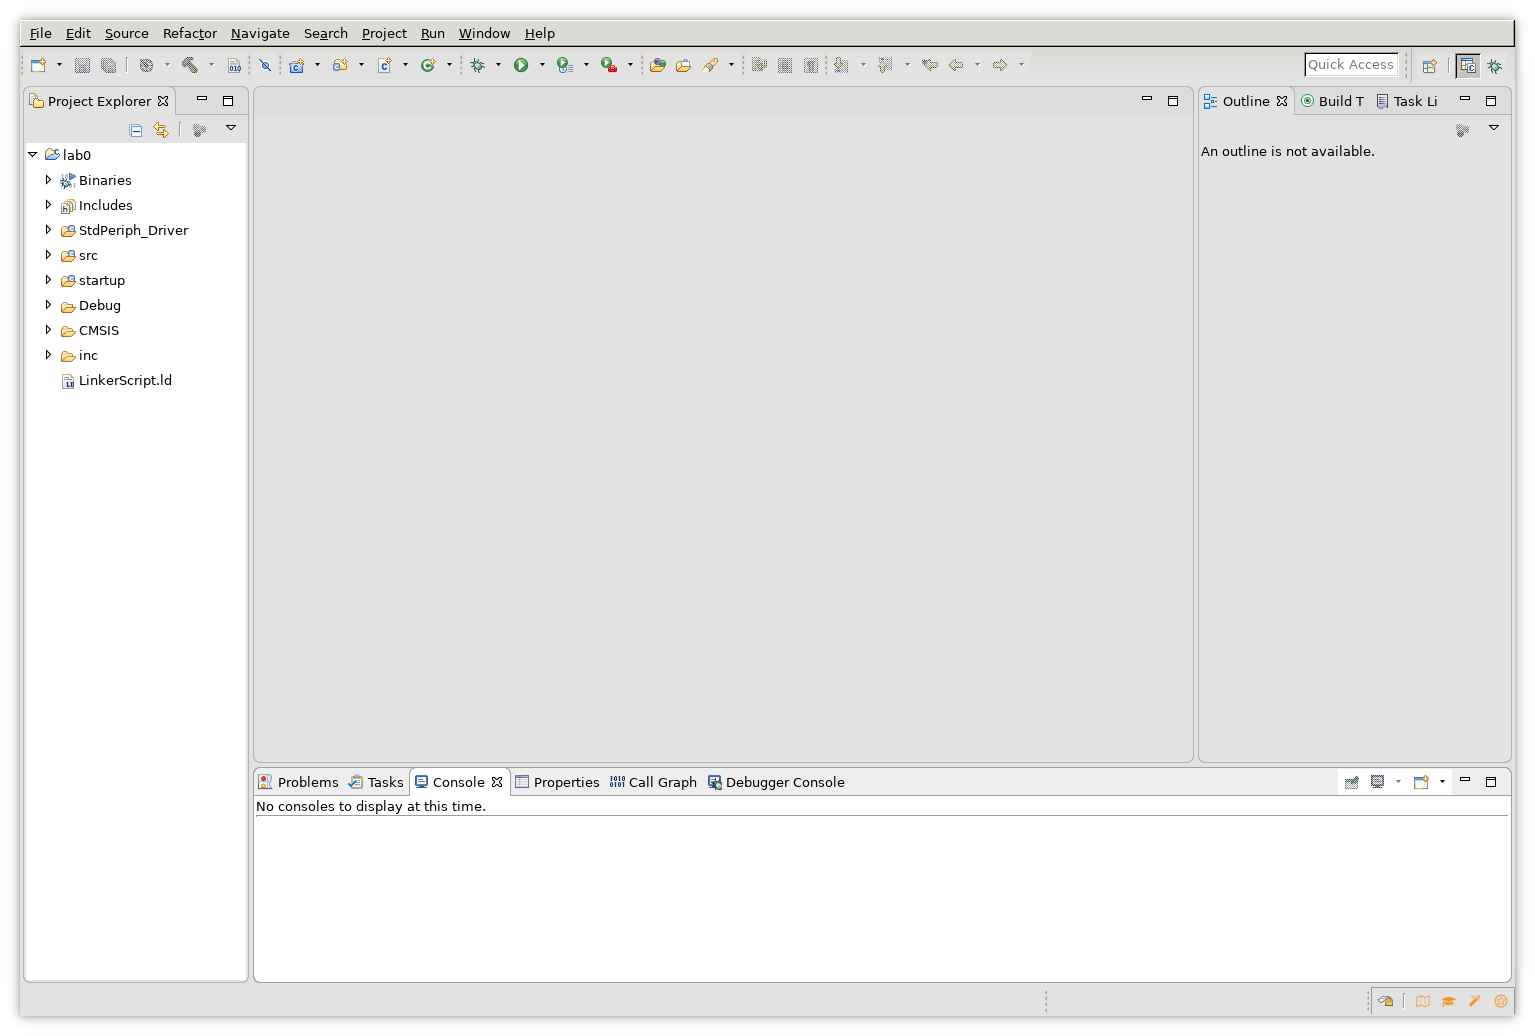 File Edit Source Refactor Navigate Search Project Run Window Help
Quick Access
Project Explorer
Outline Build T Task Li
An outline is not available.
lab0
Binaries
Includes
StdPeriph_Driver
src
startup
Debug
CMSIS
inc
LinkerScript.ld
Problems Tasks Console Properties Call Graph Debugger Console
No consoles to display at this time.